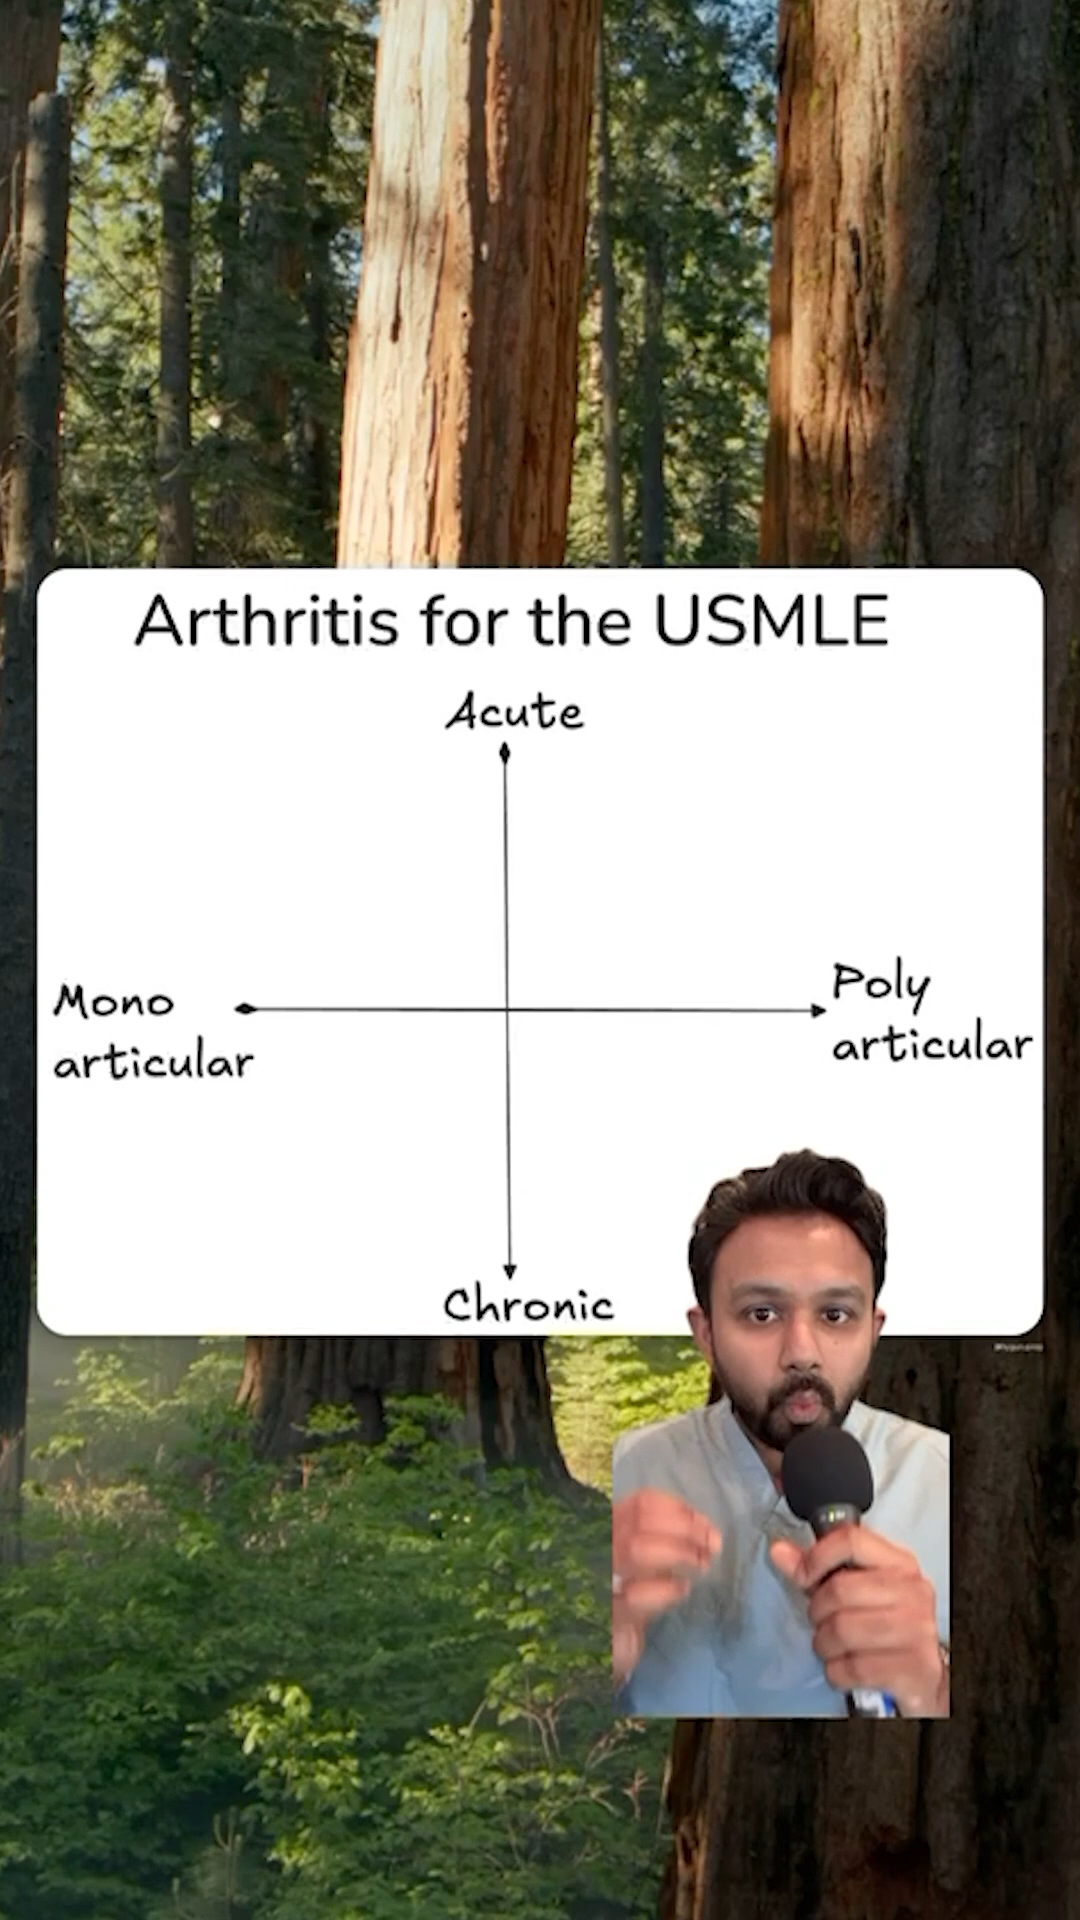 Arthritis for the USMLE
Acute
Mono
articular
Poly
articular
Chronic